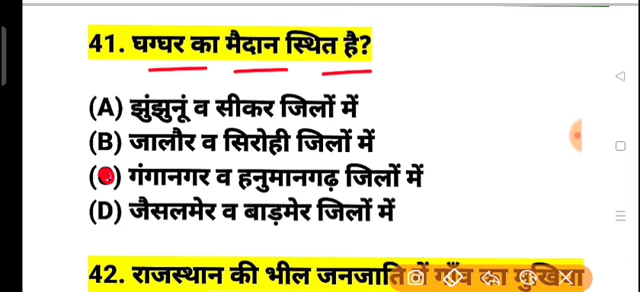 41. घग्घर का मैदान स्थित है?
(A) झुंझुनूं व सीकर जिलों में
(B) जालौर व सिरोही जिलों में
( ) गंगानगर व हनुमानगढ़ जिलों में
(D) जैसलमेर व बाड़मेर जिलों में
42. राजस्थान की भील जनजाति में गाँव का मुखिया